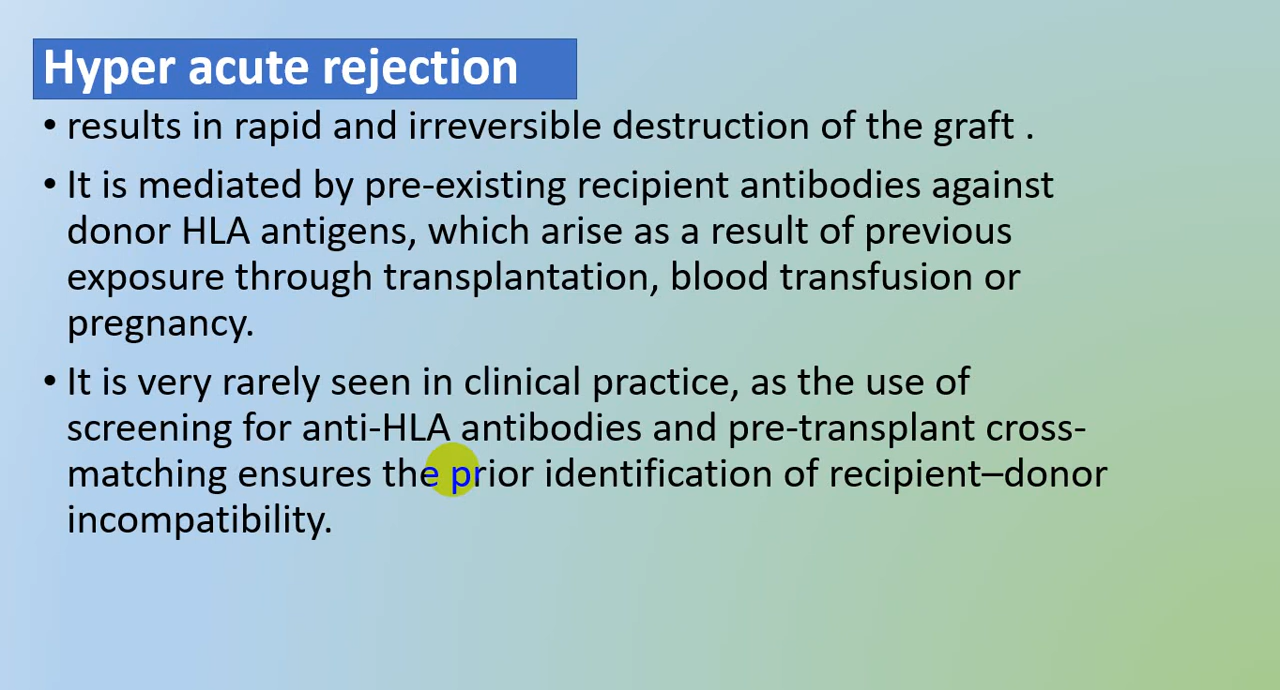 Hyper acute rejection
• results in rapid and irreversible destruction of the graft .
• It is mediated by pre-existing recipient antibodies against
donor HLA antigens, which arise as a result of previous
exposure through transplantation, blood transfusion or
pregnancy.
• It is very rarely seen in clinical practice, as the use of
screening for anti-HLA antibodies and pre-transplant cross-
matching ensures the prior identification of recipient–donor
incompatibility.